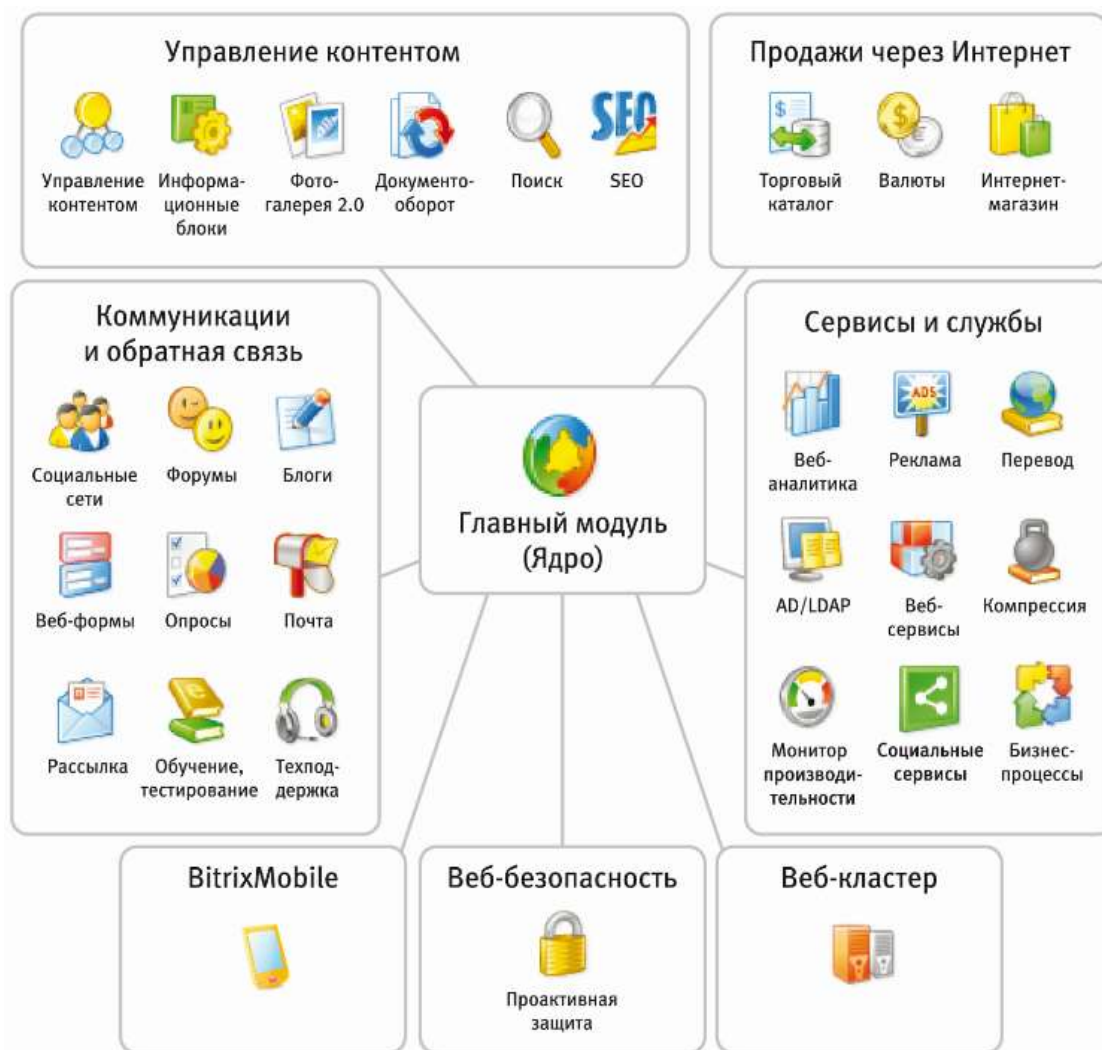 Управление контентом
SEO
Управление
контентом
Информа-
ционные
блоки
Фото-
галерея 2.0
Документо-
оборот
Поиск
SEO
Продажи через Интернет
$
$
€
Торговый
каталог
Валюты
Интернет-
магазин
Коммуникации
и обратная связь
Социальные
сети
Форумы
Блоги
Веб-формы
Опросы
Почта
e
Рассылка
Обучение,
тестирование
Техпод-
держка
Главный модуль
(Ядро)
Сервисы и службы
ADS
Веб-
аналитика
Реклама
Перевод
AD/LDAP
Веб-
сервисы
Компрессия
Монитор
производи-
тельности
Социальные
сервисы
Бизнес-
процессы
BitrixMobile
Веб-безопасность
Проактивная
защита
Веб-кластер